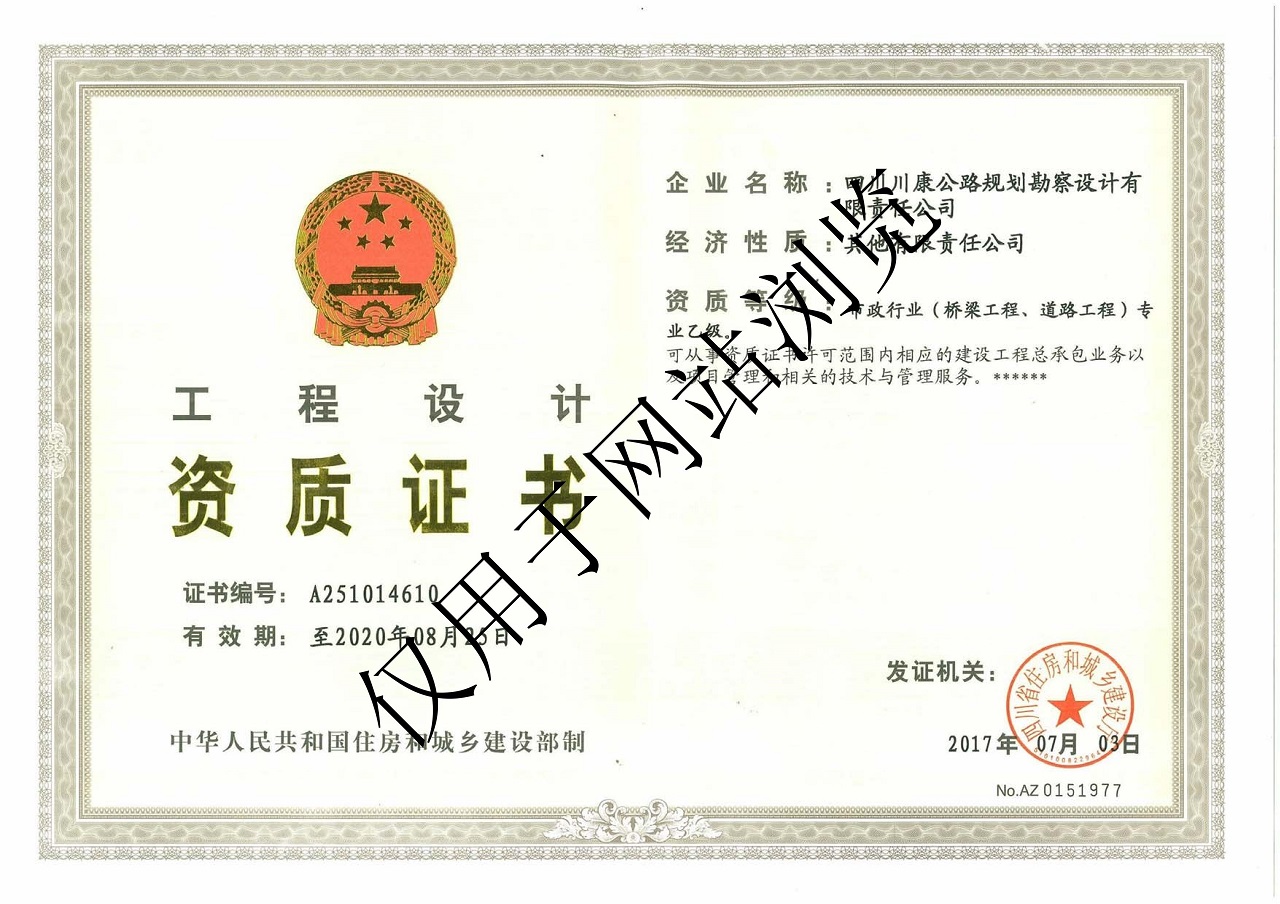 工程设计
资质证书
证书编号： A251014610
有效期： 至2020年08月25日
中华人民共和国住房和城乡建设部制
企业名称：四川川康公路规划勘察设计有
限责任公司
经济性质：其他有限责任公司
资质等级：市政行业（桥梁工程、道路工程）专
业乙级。
可从事资质证书许可范围内相应的建设工程总承包业务以
及项目管理和相关的技术与管理服务。******
发证机关：
四川省住房和城乡建设厅
2017年 07月 03日
No.AZ 0151977
仅用于网站浏览